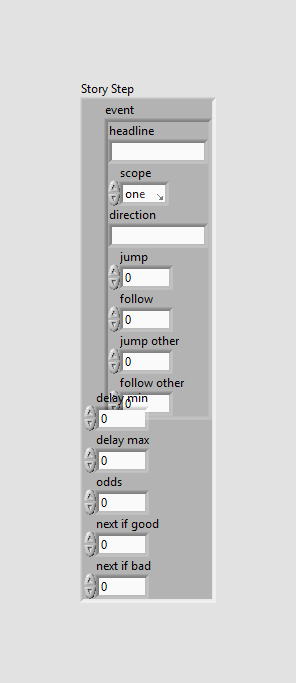 Story Step
event
headline
scope
one
direction
jump
0
follow
0
jump other
0
follow other
0
delay min
0
delay max
0
odds
0
next if good
0
next if bad
0